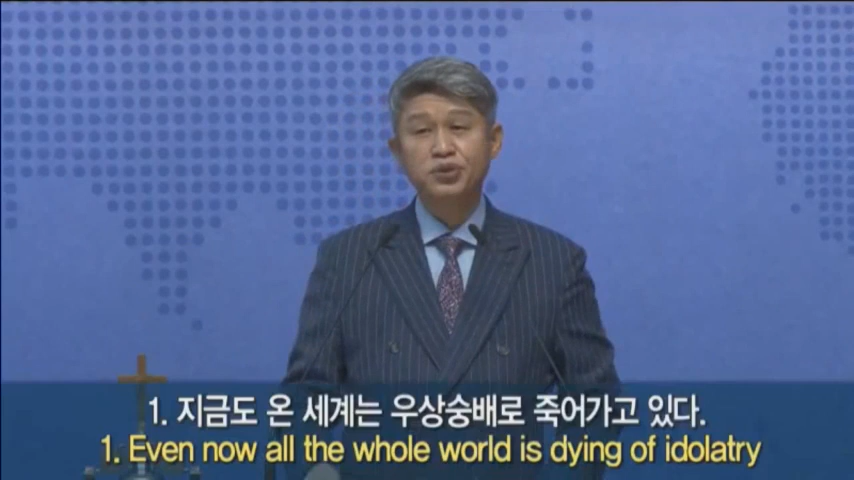 1. 지금도 온 세계는 우상숭배로 죽어가고 있다.
1. Even now all the whole world is dying of idolatry